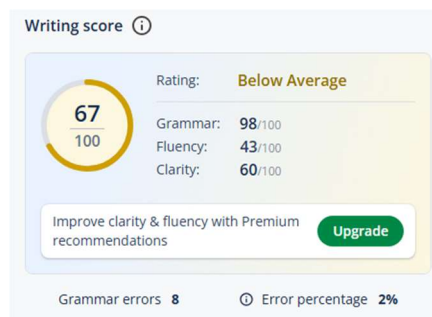 Writing score
67
100
Rating: Below Average
Grammar: 98/100
Fluency: 43/100
Clarity: 60/100
Improve clarity & fluency with Premium
recommendations
Upgrade
Grammar errors 8 Error percentage 2%